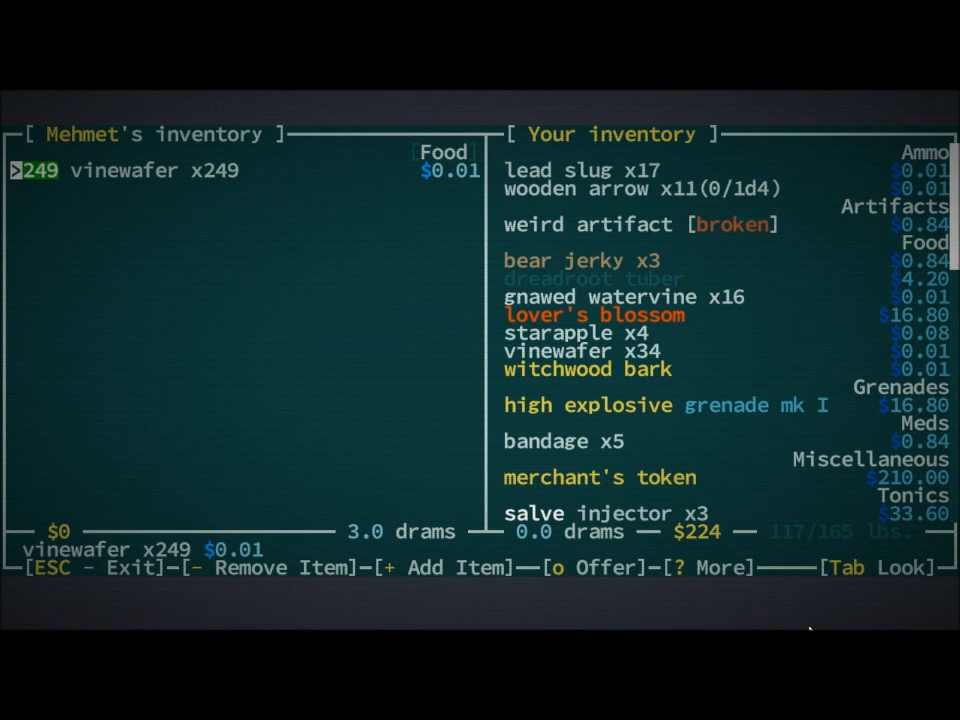 [ Mehmet's inventory ]
[Food]
>249 vinewafer x249 $0.01
$0 3.0 drams
[ Your inventory ]
Ammo
lead slug x17 $0.01
wooden arrow x11(0/1d4) $0.01
Artifacts
weird artifact [broken] $0.84
Food
bear jerky x3 $0.84
dreadroot tuber $4.20
gnawed watervine x16 $0.01
lover's blossom $16.80
starapple x4 $0.08
vinewafer x34 $0.01
witchwood bark $0.01
Grenades
high explosive grenade mk I $16.80
Meds
bandage x5 $0.84
Miscellaneous
merchant's token $210.00
Tonics
salve injector x3 $33.60
0.0 drams $224 117/165 lbs.
vinewafer x249 $0.01
[ESC - Exit] [- Remove Item] [+ Add Item] [o Offer] [? More] [Tab Look]